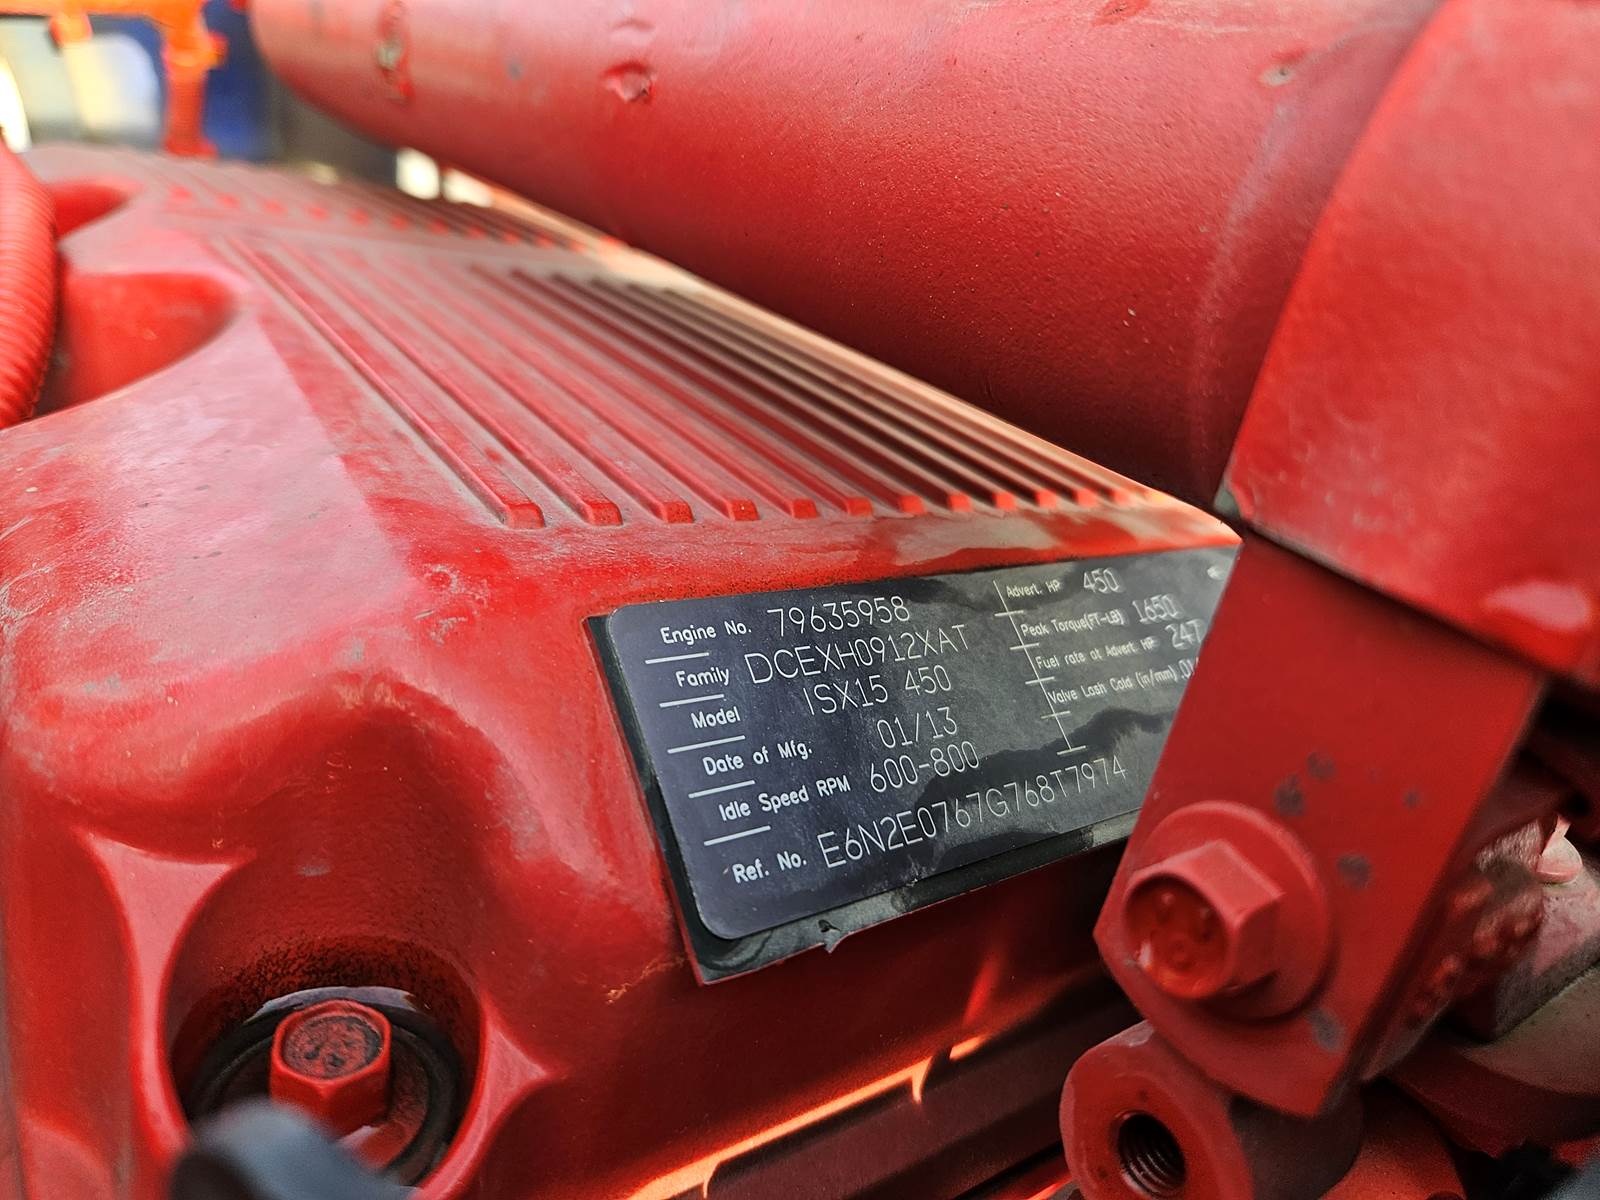 Engine No. 79635958
Family DCEXH0912XAT
Model ISX15 450
Date of Mfg. 01/13
Idle Speed RPM 600-800
Ref. No. E6N2E0767G768T7974
Advert. HP 450
Peak Torque(FT-LB) 1650
Fuel rate at Advert. HP 247
Valve Lash Cold (in/mm)